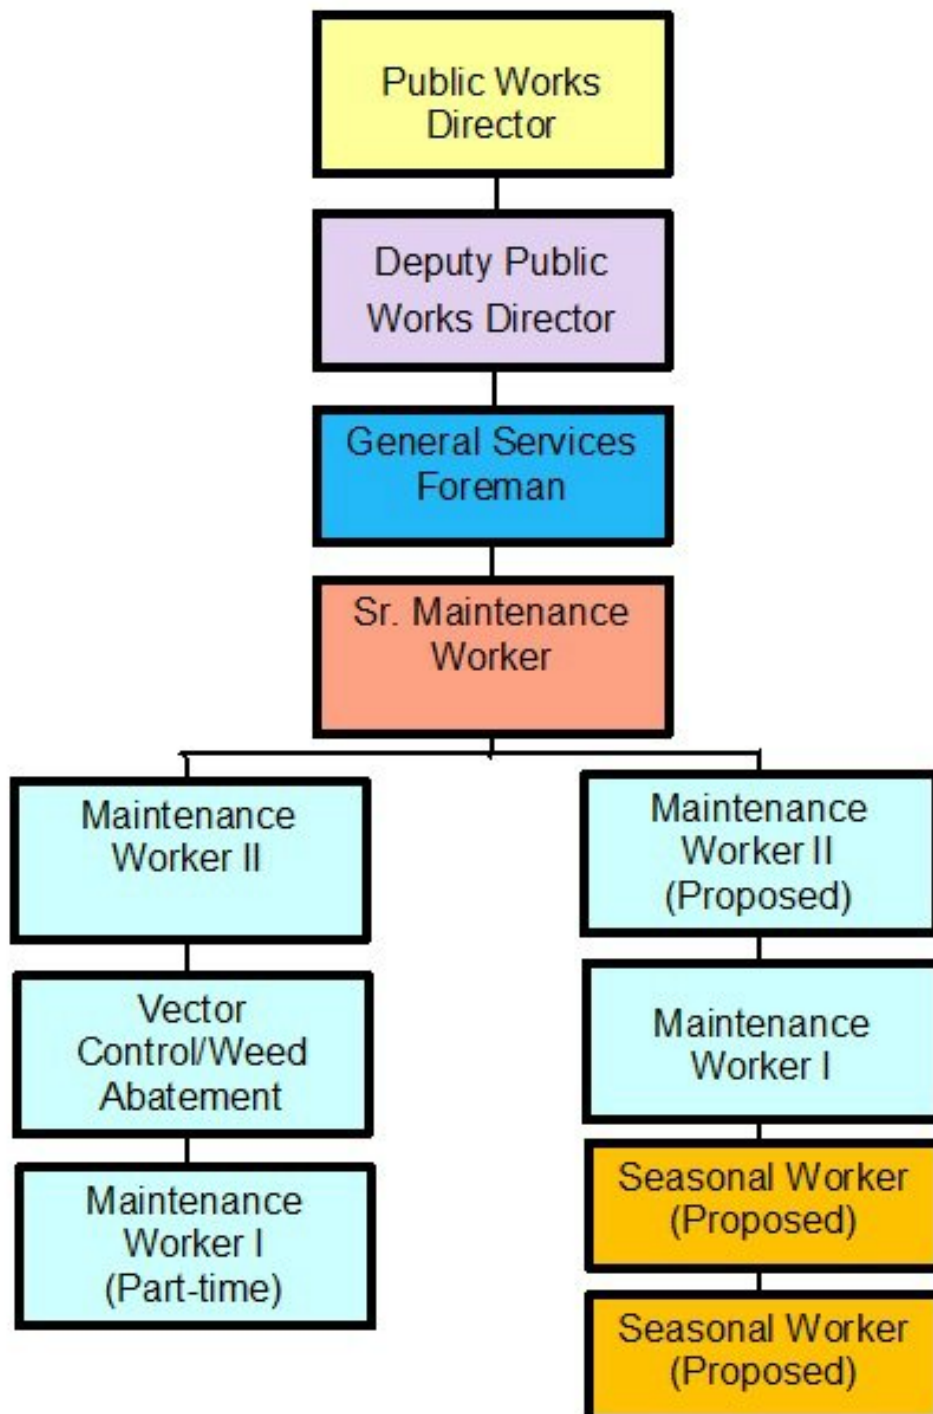 Public Works
Director
Deputy Public
Works Director
General Services
Foreman
Sr. Maintenance
Worker
Maintenance
Worker II
Vector
Control/Weed
Abatement
Maintenance
Worker I
(Part-time)
Maintenance
Worker II
(Proposed)
Maintenance
Worker I
Seasonal Worker
(Proposed)
Seasonal Worker
(Proposed)